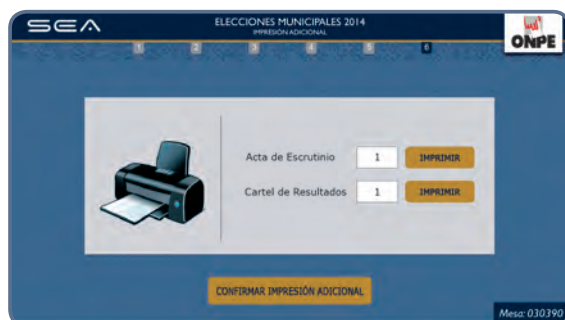 SEA
ELECCIONES MUNICIPALES 2014
IMPRESIÓN ADICIONAL
1 2 3 4 5 6
ONPE
Acta de Escrutinio 1 IMPRIMIR
Cartel de Resultados 1 IMPRIMIR
CONFIRMAR IMPRESIÓN ADICIONAL
Mesa: 030390